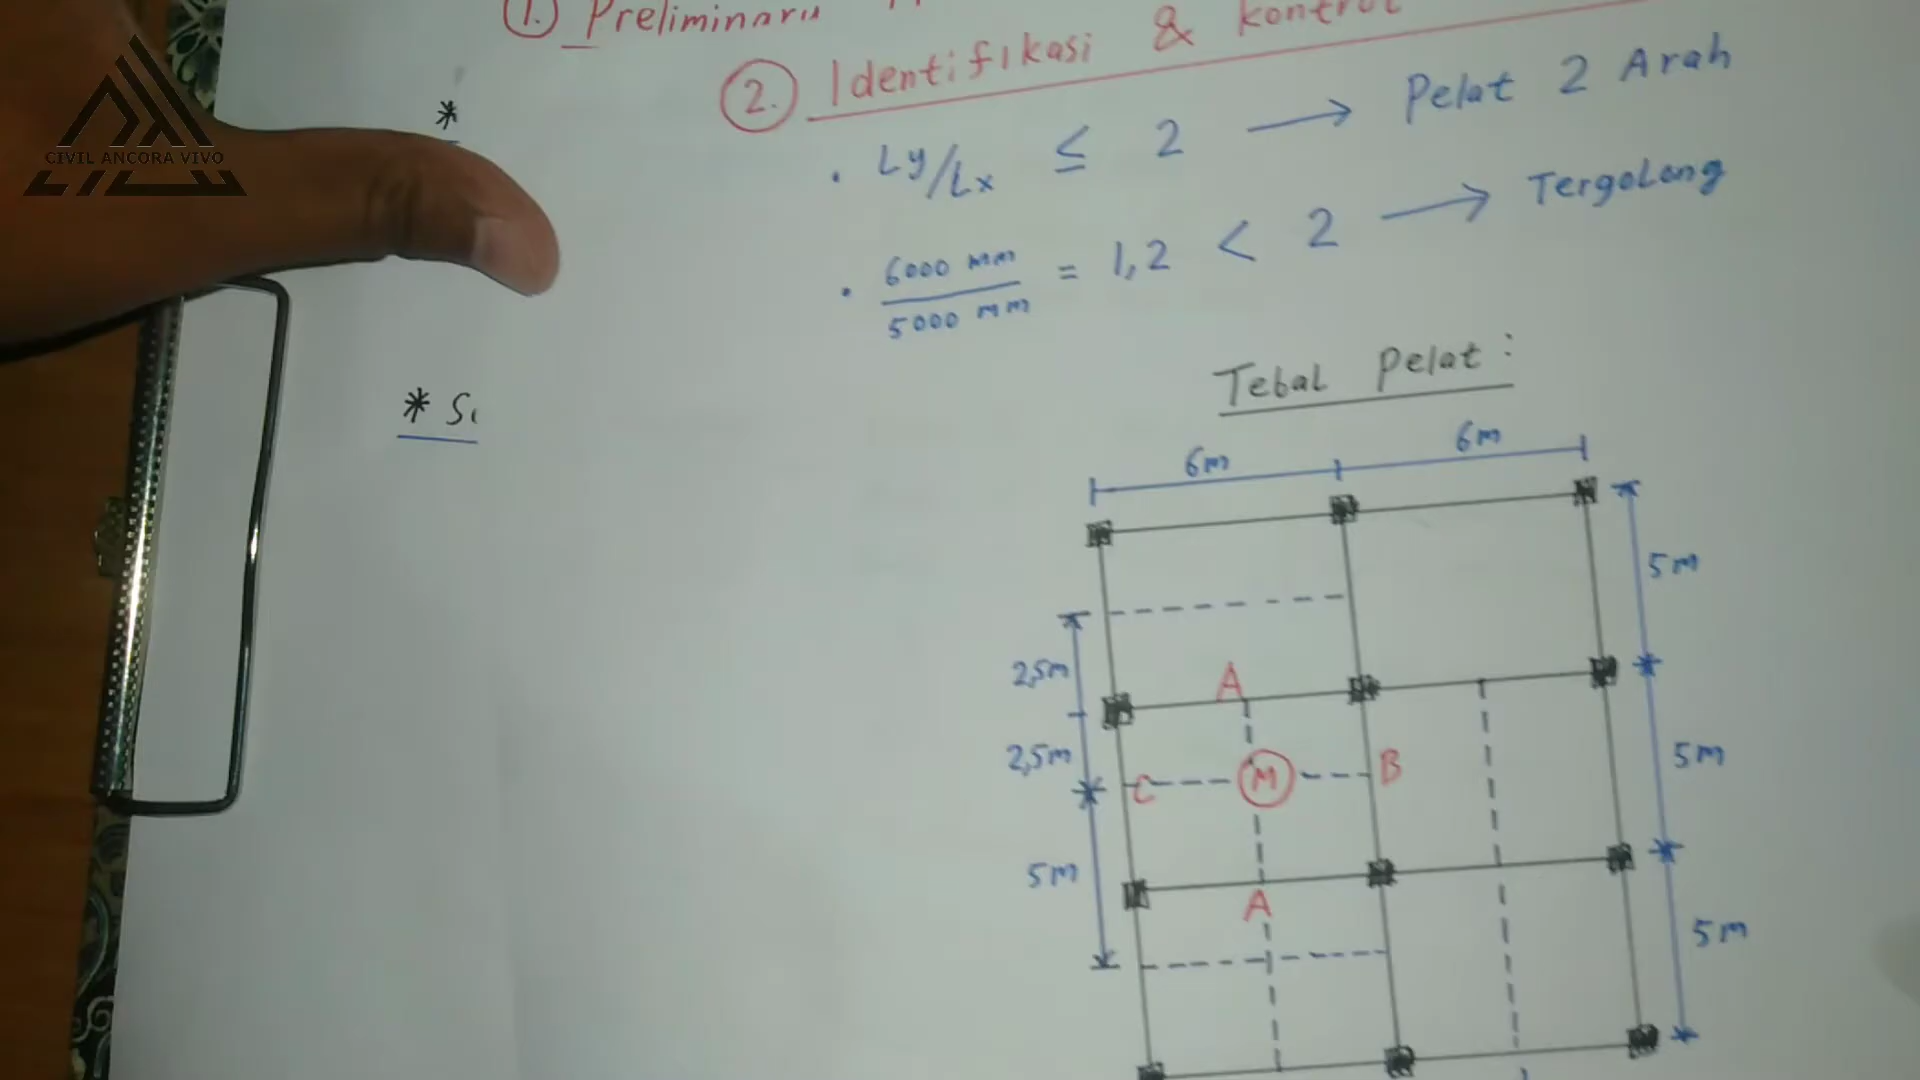 1. Preliminary
2. Identifikasi & Kontrol
*
• Ly/Lx ≤ 2 → Pelat 2 Arah
• 6000 mm / 5000 mm = 1,2 < 2 → Tergolong
CIVIL ANCORA VIVO
*
Tebal Pelat :
6m 6m
5m
2,5m A
2,5m C M B 5m
5m A
5m